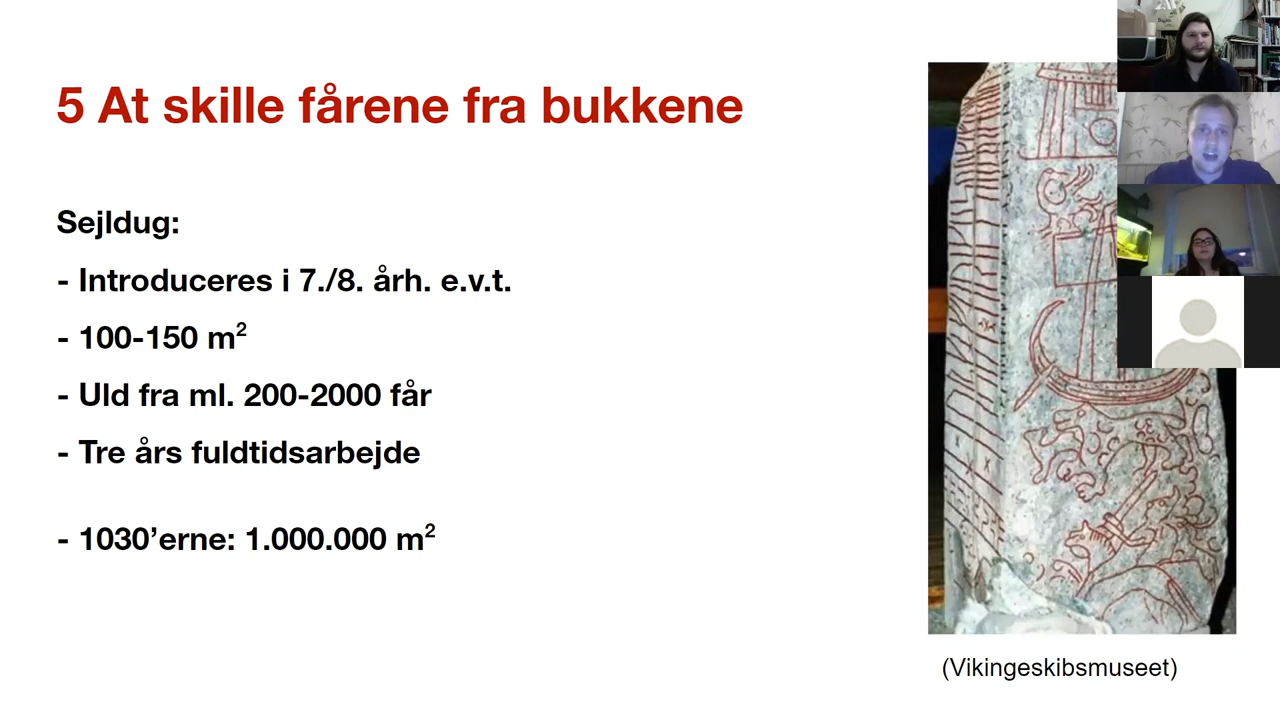 5 At skille fårene fra bukkene
Sejldug:
- Introduceres i 7./8. årh. e.v.t.
- 100-150 m²
- Uld fra ml. 200-2000 får
- Tre års fuldtidsarbejde
- 1030’erne: 1.000.000 m²
(Vikingeskibsmuseet)